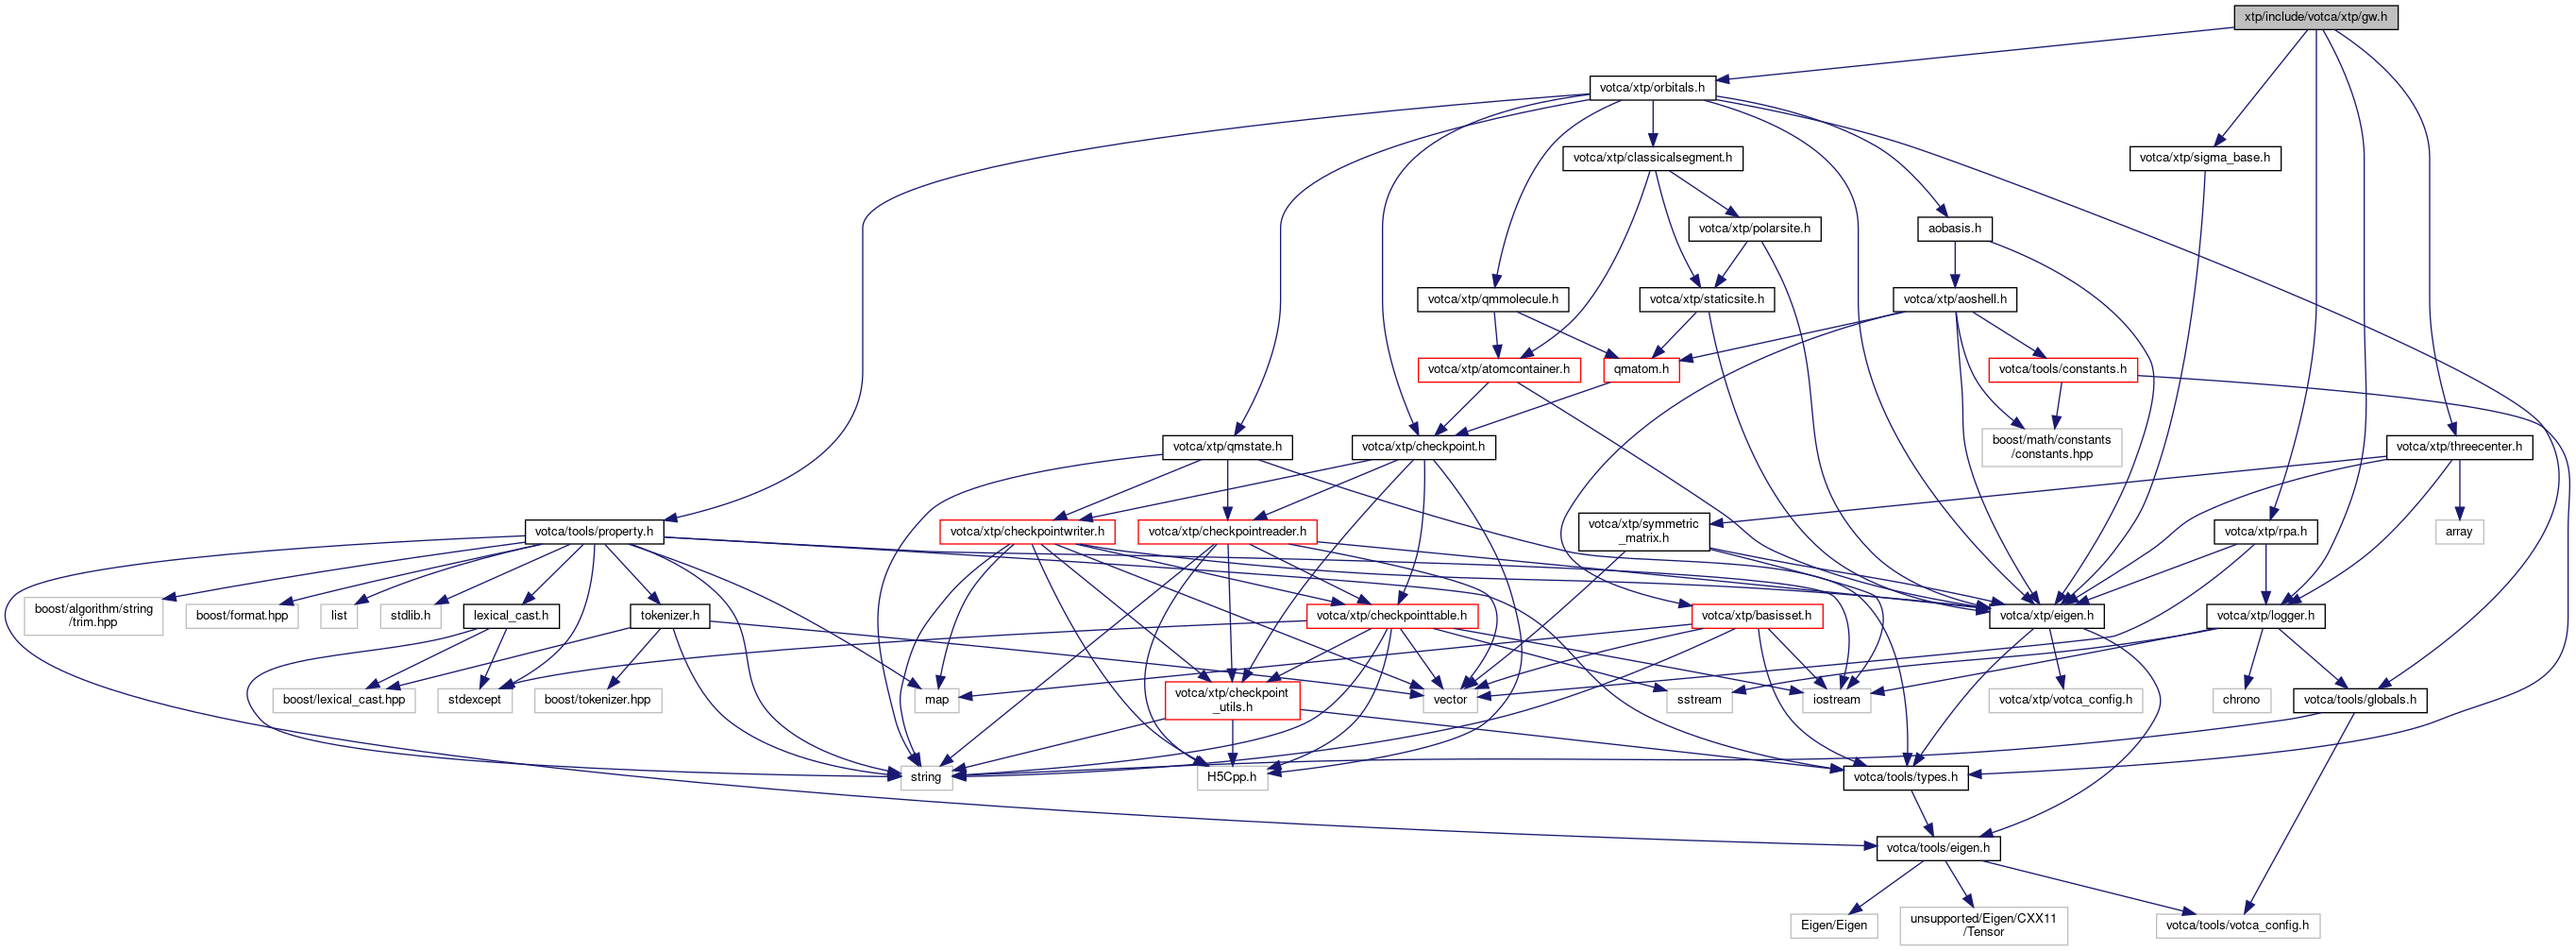 xtp/include/votca/xtp/gw.h
votca/xtp/orbitals.h
votca/xtp/classicalsegment.h
votca/xtp/sigma_base.h
votca/xtp/polarsite.h
aobasis.h
votca/xtp/qmmolecule.h
votca/xtp/staticsite.h
votca/xtp/aoshell.h
votca/xtp/atomcontainer.h
qmatom.h
votca/tools/constants.h
votca/xtp/qmstate.h
votca/xtp/checkpoint.h
boost/math/constants
/constants.hpp
votca/xtp/threecenter.h
votca/tools/property.h
votca/xtp/checkpointwriter.h
votca/xtp/checkpointreader.h
votca/xtp/symmetric
_matrix.h
votca/xtp/rpa.h
array
boost/algorithm/string
/trim.hpp
boost/format.hpp
list
stdlib.h
lexical_cast.h
tokenizer.h
votca/xtp/checkpointtable.h
votca/xtp/basisset.h
votca/xtp/eigen.h
votca/xtp/logger.h
boost/lexical_cast.hpp
stdexcept
boost/tokenizer.hpp
map
votca/xtp/checkpoint
_utils.h
vector
sstream
iostream
votca/xtp/votca_config.h
chrono
votca/tools/globals.h
string
H5Cpp.h
votca/tools/types.h
votca/tools/eigen.h
Eigen/Eigen
unsupported/Eigen/CXX11
/Tensor
votca/tools/votca_config.h